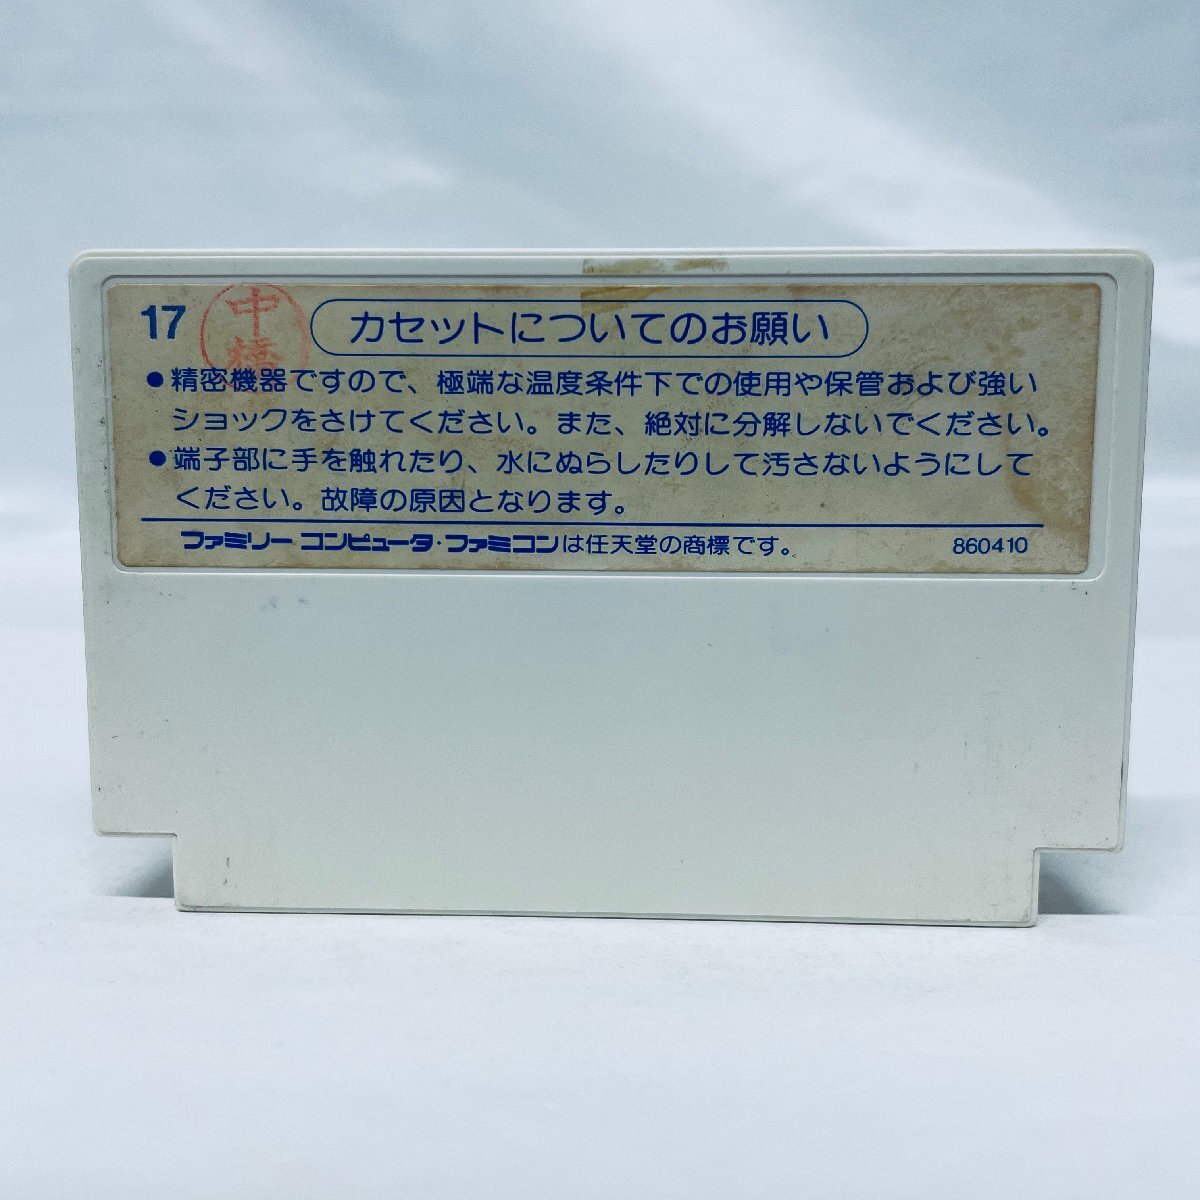 17
中
カセットについてのお願い
●精密機器ですので、極端な温度条件下での使用や保管および強い
ショックをさけてください。また、絶対に分解しないでください。
●端子部に手を触れたり、水にぬらしたりして汚さないようにして
ください。故障の原因となります。
ファミリーコンピュータ・ファミコンは任天堂の商標です。
860410